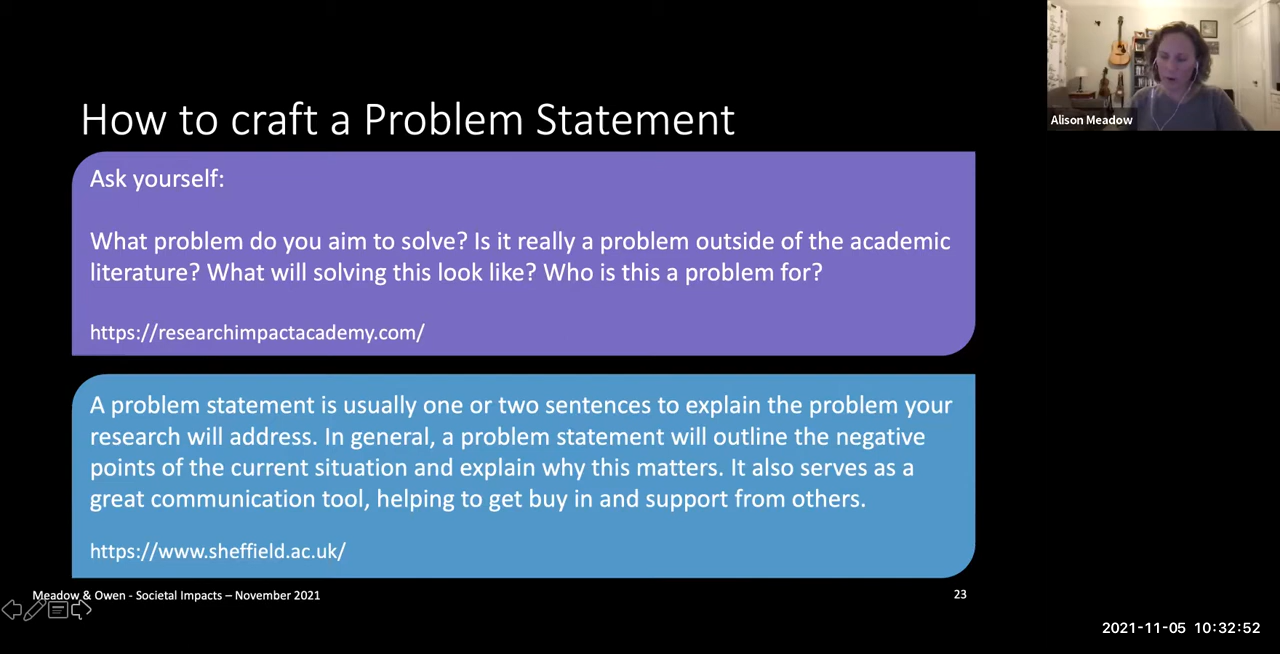 How to craft a Problem Statement
Ask yourself:
What problem do you aim to solve? Is it really a problem outside of the academic
literature? What will solving this look like? Who is this a problem for?
https://researchimpactacademy.com/
A problem statement is usually one or two sentences to explain the problem your
research will address. In general, a problem statement will outline the negative
points of the current situation and explain why this matters. It also serves as a
great communication tool, helping to get buy in and support from others.
https://www.sheffield.ac.uk/
Meadow & Owen - Societal Impacts – November 2021
23
Alison Meadow
2021-11-05 10:32:52